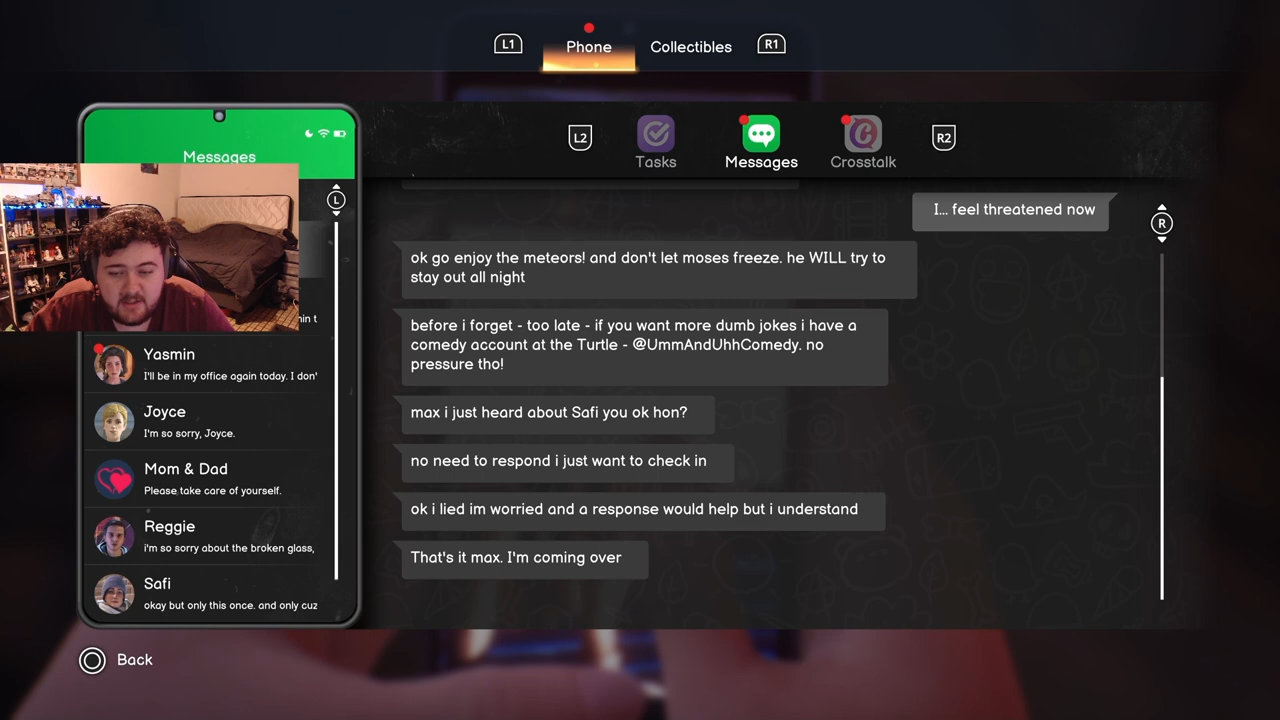 L1
Phone
Collectibles
R1
L2
Tasks
Messages
Crosstalk
R2
Messages
L
Yasmin
I'll be in my office again today. I don'
Joyce
I'm so sorry, Joyce.
Mom & Dad
Please take care of yourself.
Reggie
i'm so sorry about the broken glass,
Safi
okay but only this once. and only cuz
I... feel threatened now
R
ok go enjoy the meteors! and don't let moses freeze. he WILL try to
stay out all night
before i forget - too late - if you want more dumb jokes i have a
comedy account at the Turtle - @UmmAndUhhComedy. no
pressure tho!
max i just heard about Safi you ok hon?
no need to respond i just want to check in
ok i lied im worried and a response would help but i understand
That's it max. I'm coming over
Back